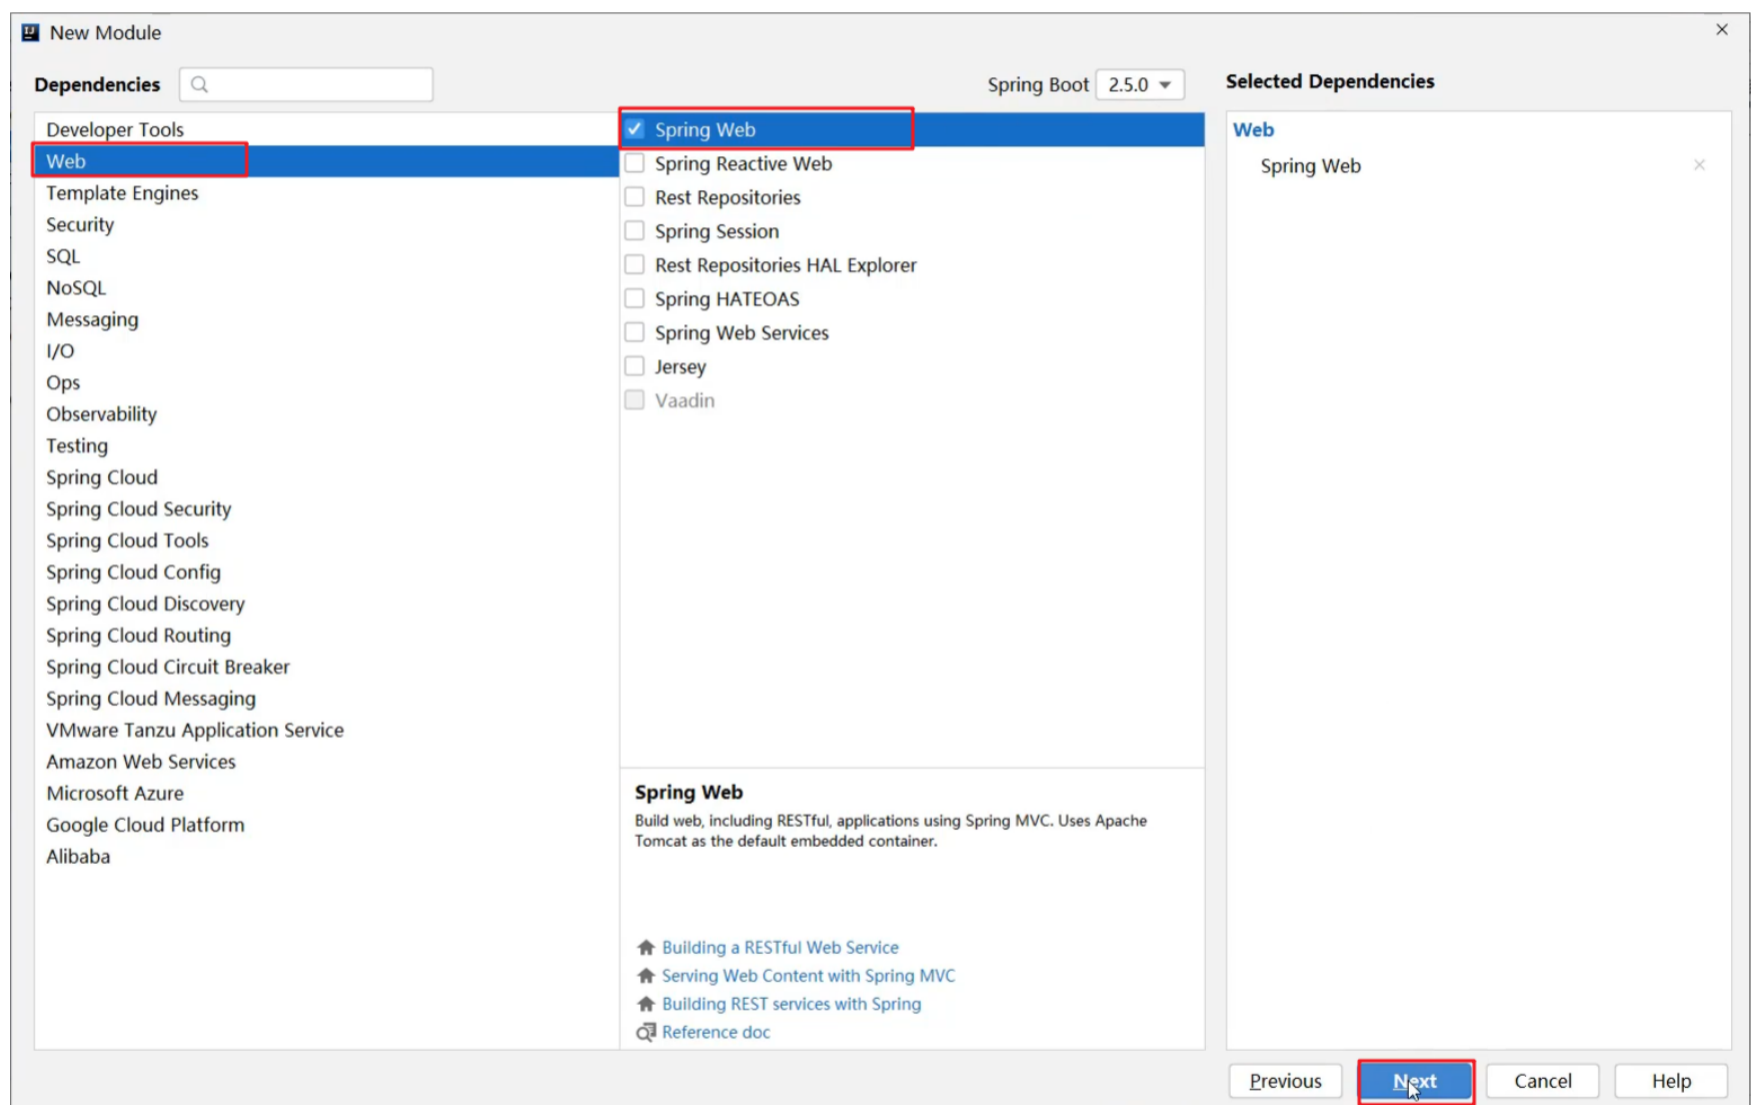 New Module
Dependencies
Spring Boot 2.5.0
Selected Dependencies
Developer Tools
Web
Template Engines
Security
SQL
NoSQL
Messaging
I/O
Ops
Observability
Testing
Spring Cloud
Spring Cloud Security
Spring Cloud Tools
Spring Cloud Config
Spring Cloud Discovery
Spring Cloud Routing
Spring Cloud Circuit Breaker
Spring Cloud Messaging
VMware Tanzu Application Service
Amazon Web Services
Microsoft Azure
Google Cloud Platform
Alibaba
Spring Web
Spring Reactive Web
Rest Repositories
Spring Session
Rest Repositories HAL Explorer
Spring HATEOAS
Spring Web Services
Jersey
Vaadin
Spring Web
Build web, including RESTful, applications using Spring MVC. Uses Apache
Tomcat as the default embedded container.
Building a RESTful Web Service
Serving Web Content with Spring MVC
Building REST services with Spring
Reference doc
Web
Spring Web
Previous
Next
Cancel
Help